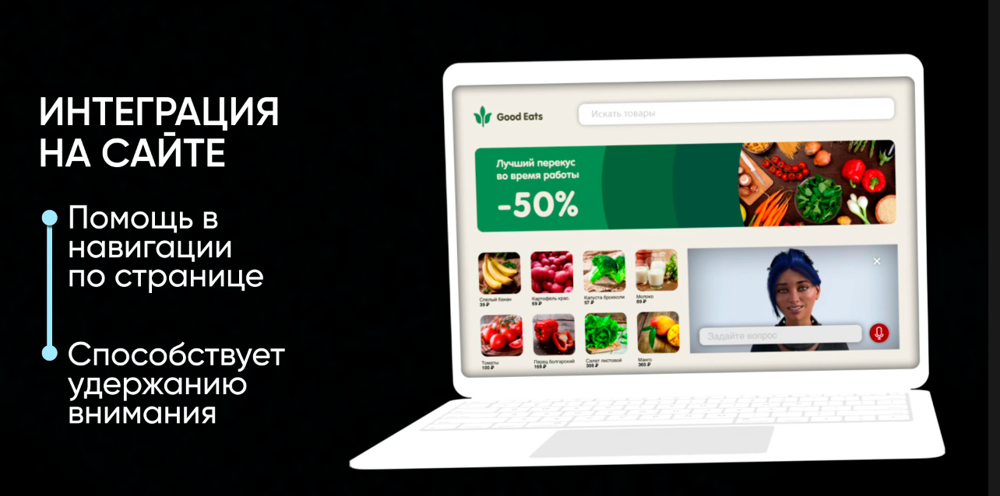 ИНТЕГРАЦИЯ
НА САЙТЕ
Помощь в
навигации
по странице
Способствует
удержанию
внимания
Good Eats
Искать товары
Лучший перекус
во время работы
-50%
Спелый банан
39 ₽
Картофель крас.
69 ₽
Капуста брокколи
57 ₽
Молоко
89 ₽
Томаты
100 ₽
Перец болгарский
169 ₽
Салат листовой
308 ₽
Манго
360 ₽
Задайте вопрос